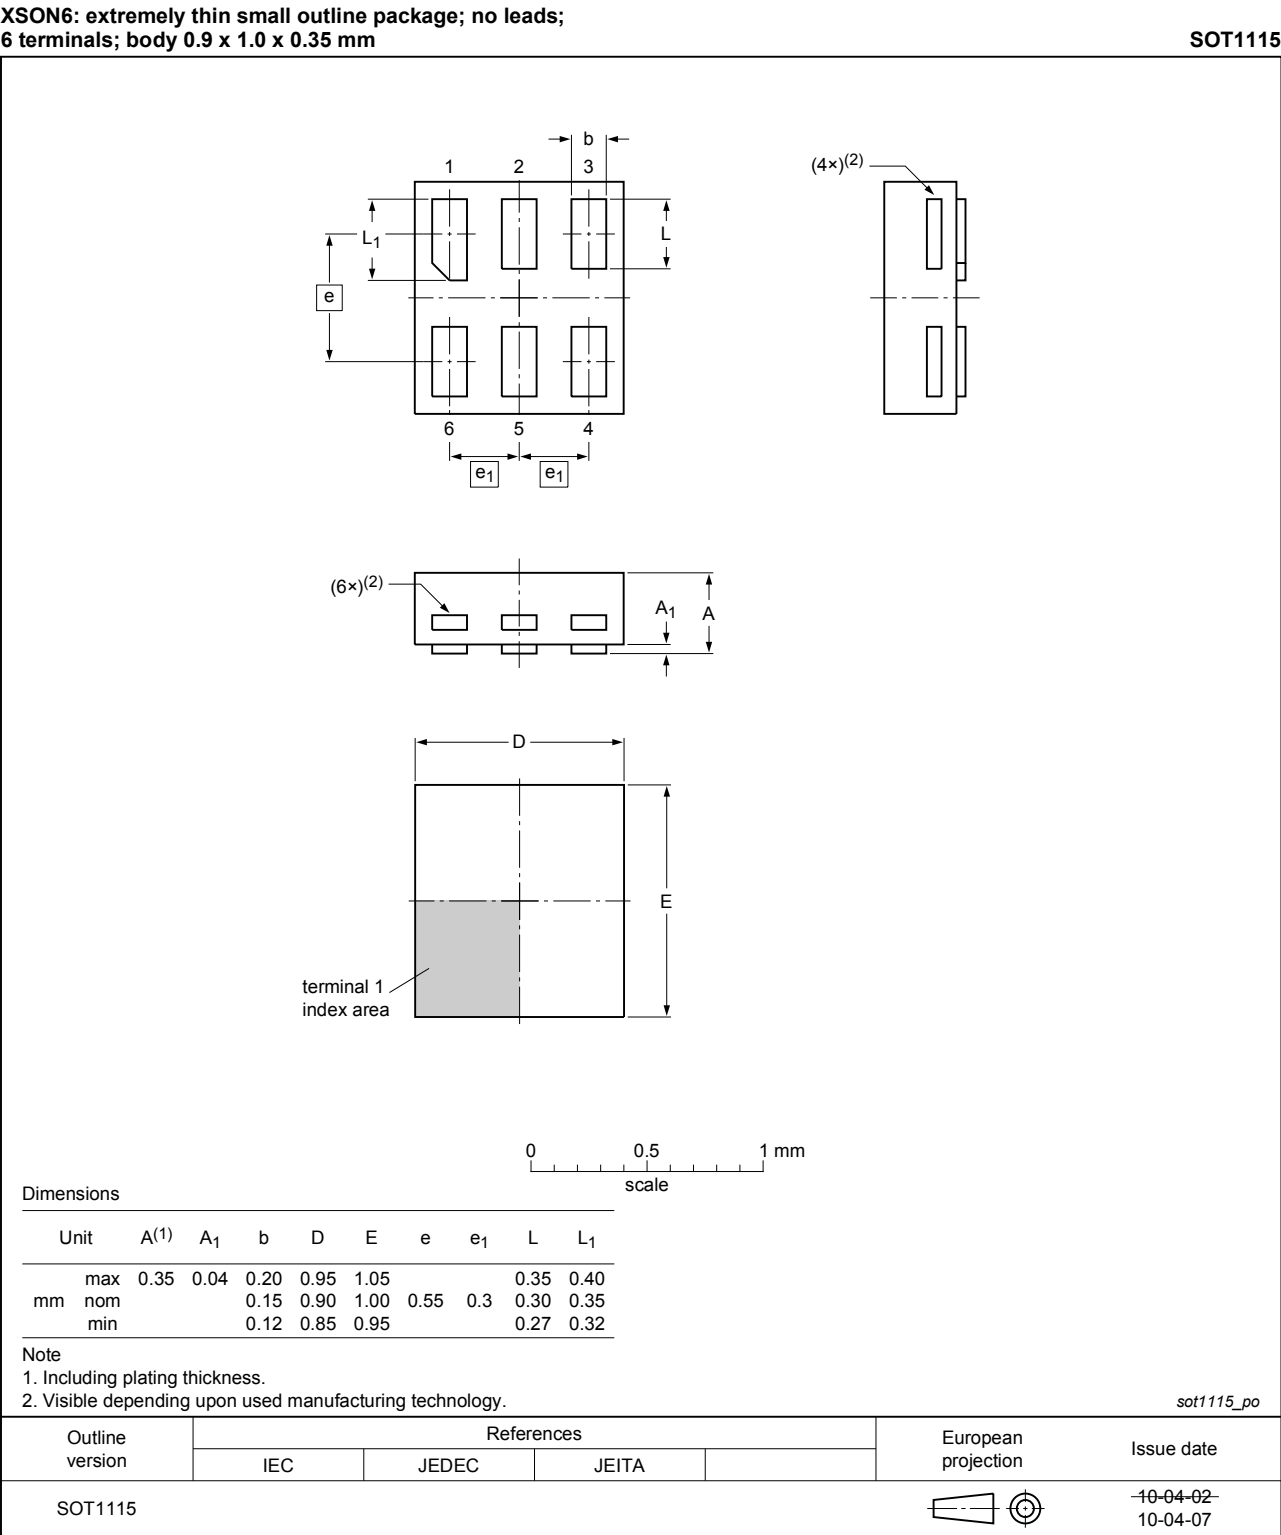 XSON6: extremely thin small outline package; no leads;
6 terminals; body 0.9 x 1.0 x 0.35 mm
SOT1115
b
1 2 3
(4×)(2)
L1
L
e
6 5 4
e1 e1
(6×)(2)
A1
A
D
E
terminal 1
index area
0 0.5 1 mm
scale
Dimensions
Unit A(1) A1 b D E e e1 L L1
max 0.35 0.04 0.20 0.95 1.05 0.35 0.40
mm nom 0.15 0.90 1.00 0.55 0.3 0.30 0.35
min 0.12 0.85 0.95 0.27 0.32
Note
1. Including plating thickness.
2. Visible depending upon used manufacturing technology.
sot1115_po
Outline
version
References
European
projection
Issue date
IEC JEDEC JEITA
SOT1115
10-04-02
10-04-07